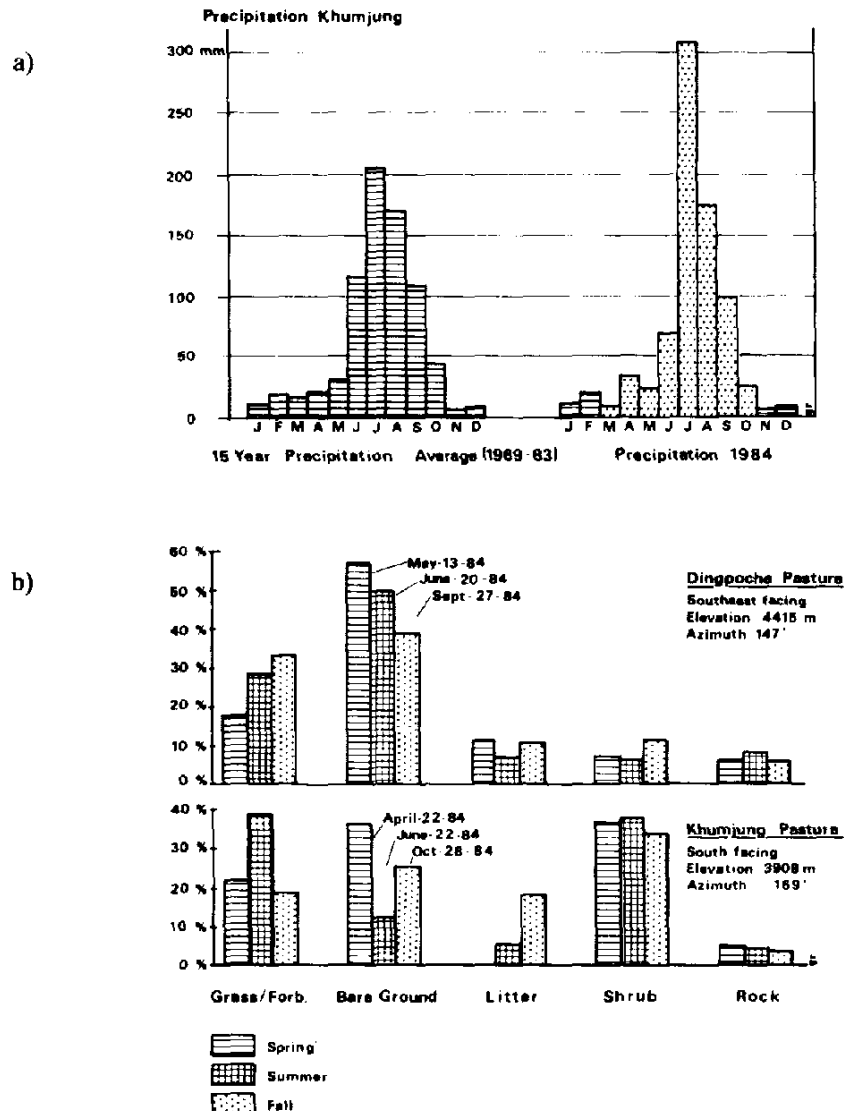 Precipitation Khumjung
a)
300 mm
250
200
150
100
50
0
J F M A M J J A S O N D J F M A M J J A S O N D
15 Year Precipitation Average (1969-83) Precipitation 1984
b)
60 %
50 %
40 %
30 %
20 %
10 %
0 %
May-13-84
June-20-84
Sept-27-84
Dingpoche Pasture
Southeast facing
Elevation 4415 m
Azimuth 147°
40 %
30 %
20 %
10 %
0 %
April-22-84
June-22-84
Oct-28-84
Khumjung Pasture
South facing
Elevation 3908 m
Azimuth 169°
Grass/Forb. Bare Ground Litter Shrub Rock
Spring
Summer
Fall